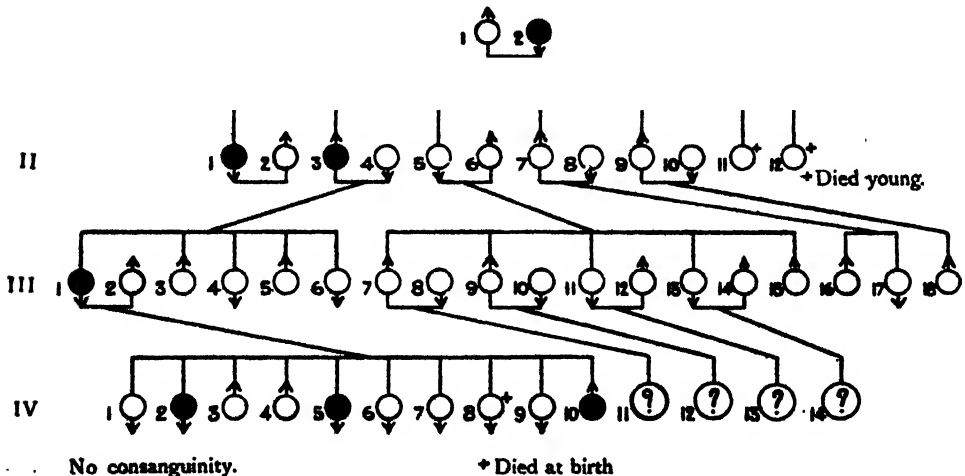 1 2
II 1 2 3 4 5 6 7 8 9 10 11 + 12 +
+ Died young.
III 1 2 3 4 5 6 7 8 9 10 11 12 13 14 15 16 17 18
IV 1 2 3 4 5 6 7 8 + 9 10 11 ? 12 ? 13 ? 14 ?
No consanguinity. + Died at birth